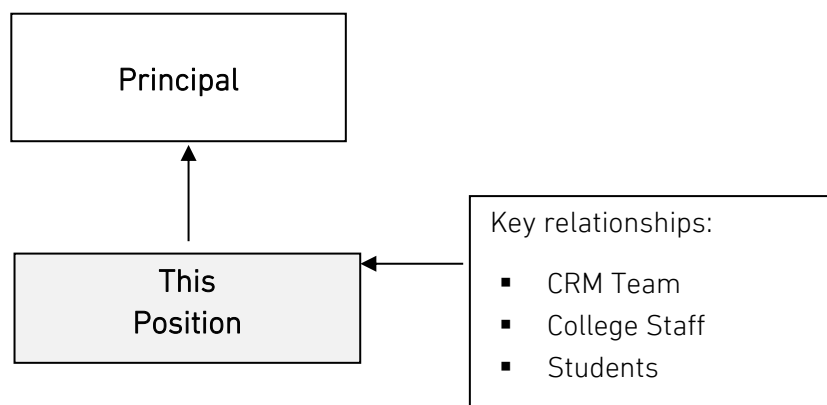 Principal
This
Position
Key relationships:
▪ CRM Team
▪ College Staff
▪ Students